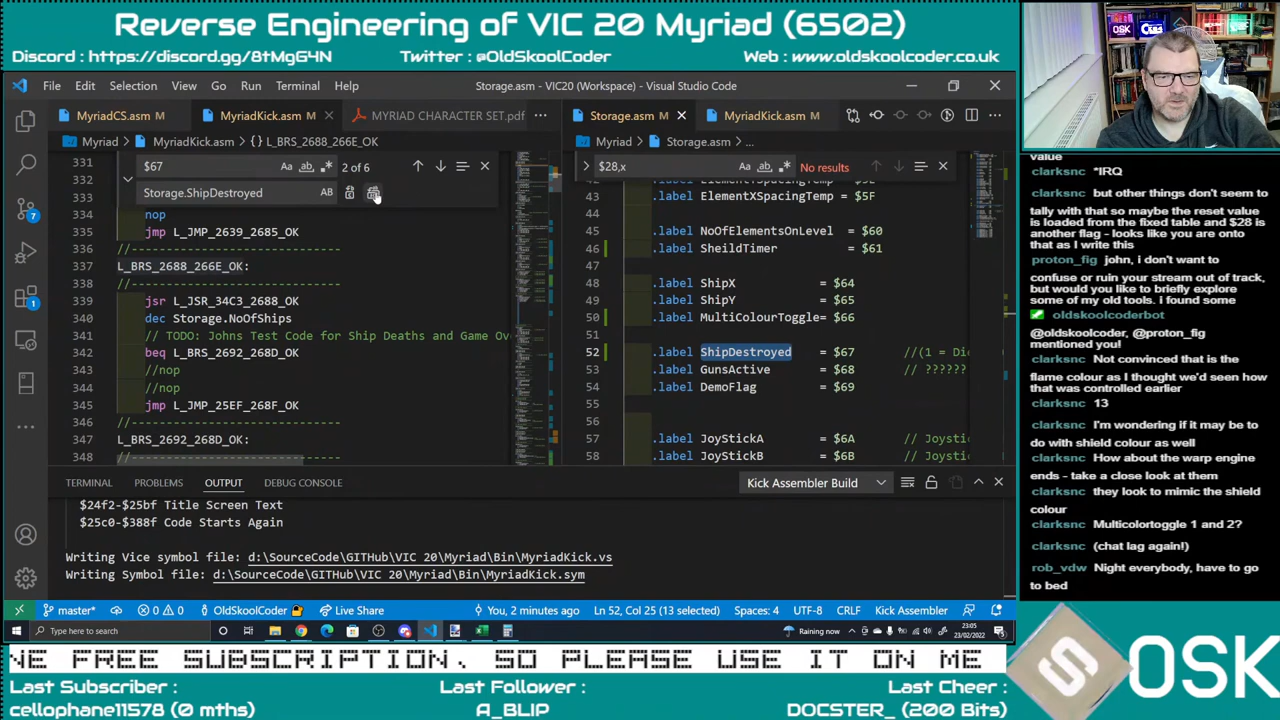 Reverse Engineering of VIC 20 Myriad (6502)
Discord : https://discord.gg/8tMgG4N
Twitter : @OldSkoolCoder
Web : www.oldskoolcoder.co.uk
File Edit Selection View Go Run Terminal Help
Storage.asm - VIC20 (Workspace) - Visual Studio Code
MyriadCS.asm M
MyriadKick.asm M
MYRIAD CHARACTER SET.pdf
Storage.asm M
MyriadKick.asm M
Myriad > MyriadKick.asm > {} L_BRS_2688_266E_OK
Myriad > Storage.asm > ...
$67
Aa ab 2 of 6
Storage.ShipDestroyed AB
331
332
333
334 nop
335 jmp L_JMP_2639_2685_OK
336 //--------------------------------
337 L_BRS_2688_266E_OK:
338 //--------------------------------
339 jsr L_JSR_34C3_2688_OK
340 dec Storage.NoOfShips
341 // TODO: Johns Test Code for Ship Deaths and Game Ov
342 beq L_BRS_2692_268D_OK
343 //nop
344 //nop
345 jmp L_JMP_25EF_268F_OK
346 //--------------------------------
347 L_BRS_2692_268D_OK:
348 //--------------------------------
$28,x
Aa ab No results
43 .label ElementXSpacingTemp = $5F
44
45 .label NoOfElementsOnLevel = $60
46 .label SheildTimer = $61
47
48 .label ShipX = $64
49 .label ShipY = $65
50 .label MultiColourToggle= $66
51
52 .label ShipDestroyed = $67 //(1 = Di
53 .label GunsActive = $68 // ??????
54 .label DemoFlag = $69
55
57 .label JoyStickA = $6A // Joyst
58 .label JoyStickB = $6B // Joyst
PROBLEMS OUTPUT DEBUG CONSOLE
Kick Assembler Build
$24f2-$25bf Title Screen Text
$25c0-$388f Code Starts Again
Writing Vice symbol file: d:\SourceCode\GITHub\VIC 20\Myriad\Bin\MyriadKick.vs
Writing Symbol file: d:\SourceCode\GITHub\VIC 20\Myriad\Bin\MyriadKick.sym
master* 0 0 OldSkoolCoder Live Share You, 2 minutes ago Ln 52, Col 25 (13 selected) Spaces: 4 UTF-8 CRLF Kick Assembler
Type here to search
Raining now
23:05
23/02/2022
value
clarksnc *IRQ
clarksnc but other things don't seem to
tally with that so maybe the reset value
is loaded from the fixed table and $28 is
another flag - looks like you are onto
that as I write this
proton_fig john, i don't want to
confuse or ruin your stream out of track,
but would you like to briefly explore
some of my old tools. i found some
oldskoolcoderbot
@oldskoolcoder, @proton_fig
mentioned you!
clarksnc Not convinced that is the
flame colour as I thought we'd seen how
that was controlled earlier
clarksnc 13
clarksnc I'm wondering if it may be to
do with shield colour as well
clarksnc How about the warp engine
ends - take a close look at them
clarksnc they look to mimic the shield
colour
clarksnc Multicolortoggle 1 and 2?
clarksnc (chat lag again!)
rob_vdw Night everybody, have to go
to bed
NE FREE SUBSCRIPTION, SO PLEASE USE IT ON ME
Last Subscriber :
cellophane11578 (0 mths)
Last Follower :
A_BLIP
Last Cheer :
DOCSTER_ (200 Bits)
OSK